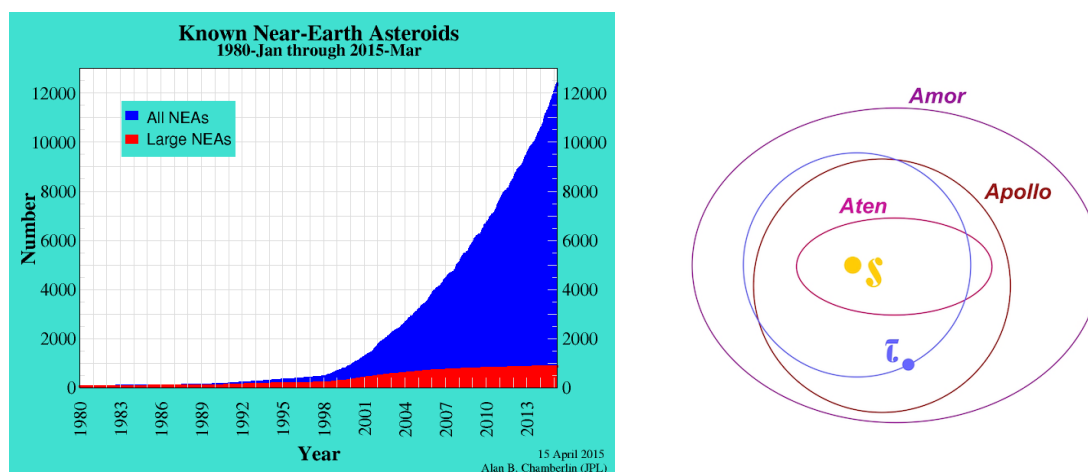 Known Near-Earth Asteroids
1980-Jan through 2015-Mar
All NEAs
Large NEAs
Number
12000
10000
8000
6000
4000
2000
0
12000
10000
8000
6000
4000
2000
0
1980
1983
1986
1989
1992
1995
1998
2001
2004
2007
2010
2013
Year
15 April 2015
Alan B. Chamberlin (JPL)
Amor
Apollo
Aten
S